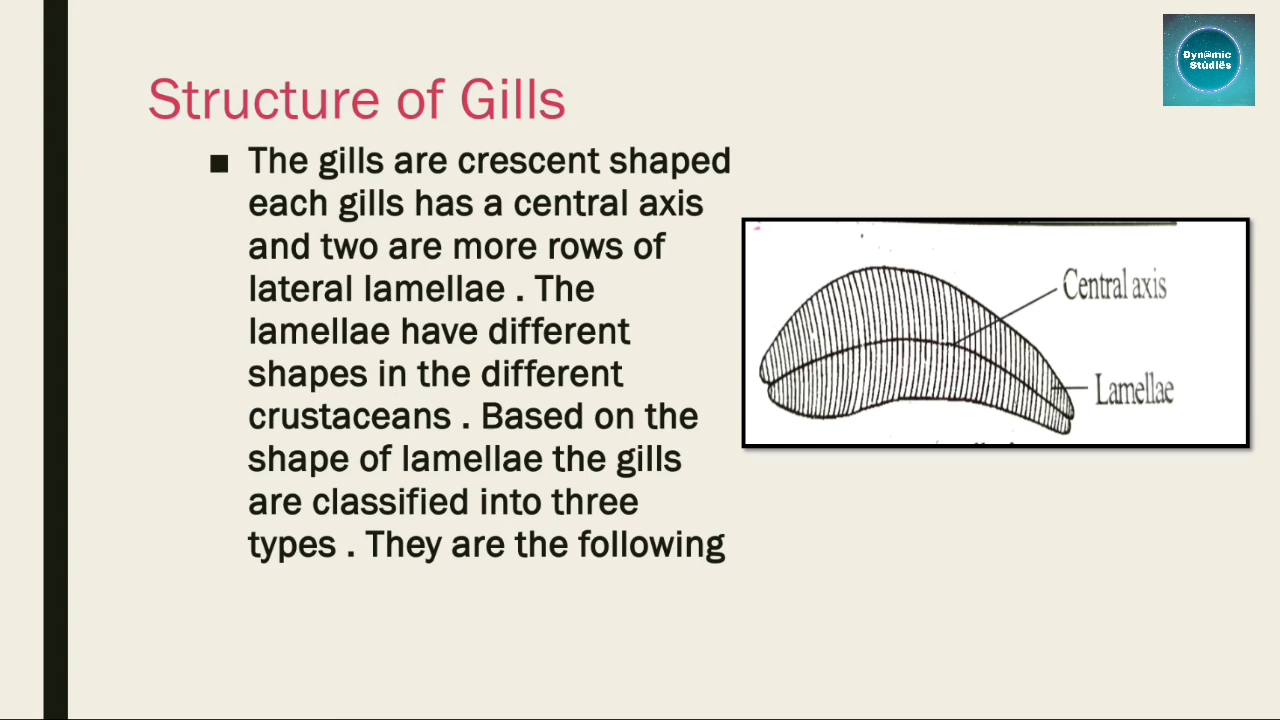 Dynamic
Studies
Structure of Gills
■ The gills are crescent shaped
each gills has a central axis
and two are more rows of
lateral lamellae . The
lamellae have different
shapes in the different
crustaceans . Based on the
shape of lamellae the gills
are classified into three
types . They are the following
Central axis
Lamellae